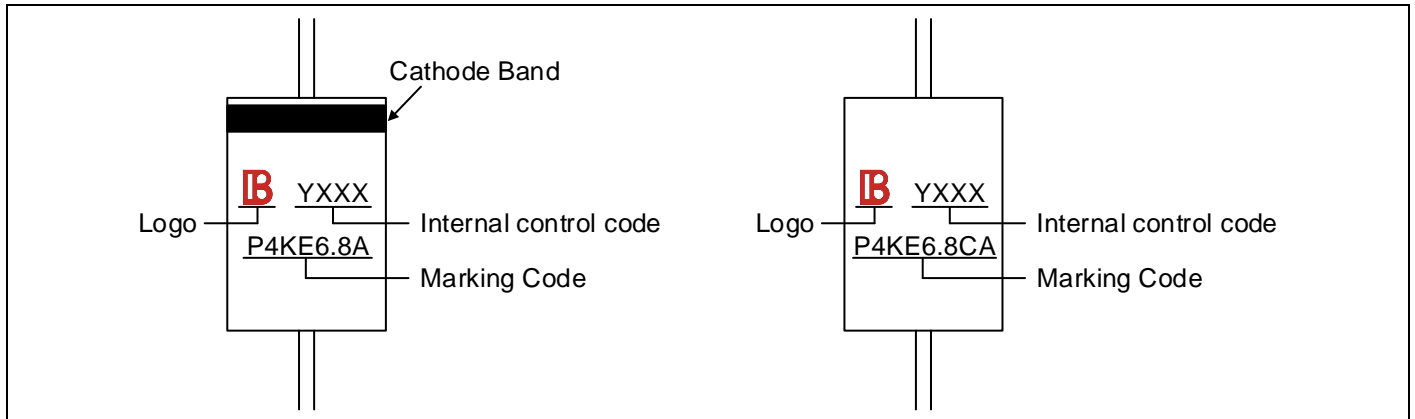 Cathode Band
B YXXX
Logo Internal control code
P4KE6.8A
Marking Code
B YXXX
Logo Internal control code
P4KE6.8CA
Marking Code